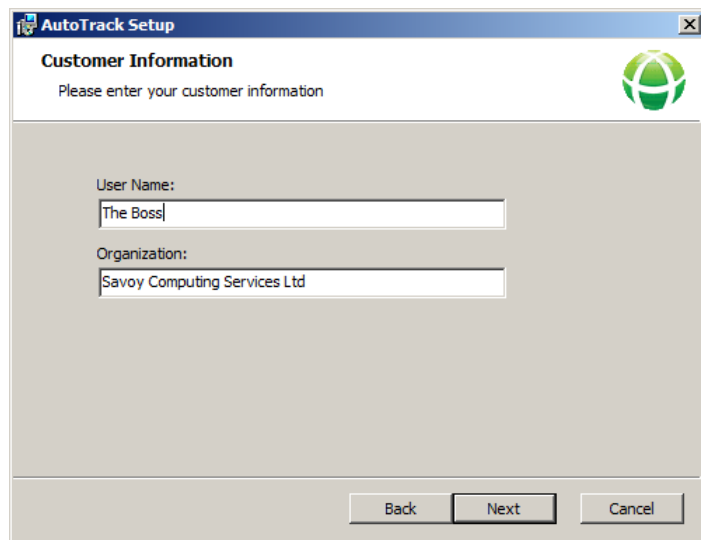 AutoTrack Setup
Customer Information
Please enter your customer information
User Name:
The Boss
Organization:
Savoy Computing Services Ltd
Back Next Cancel